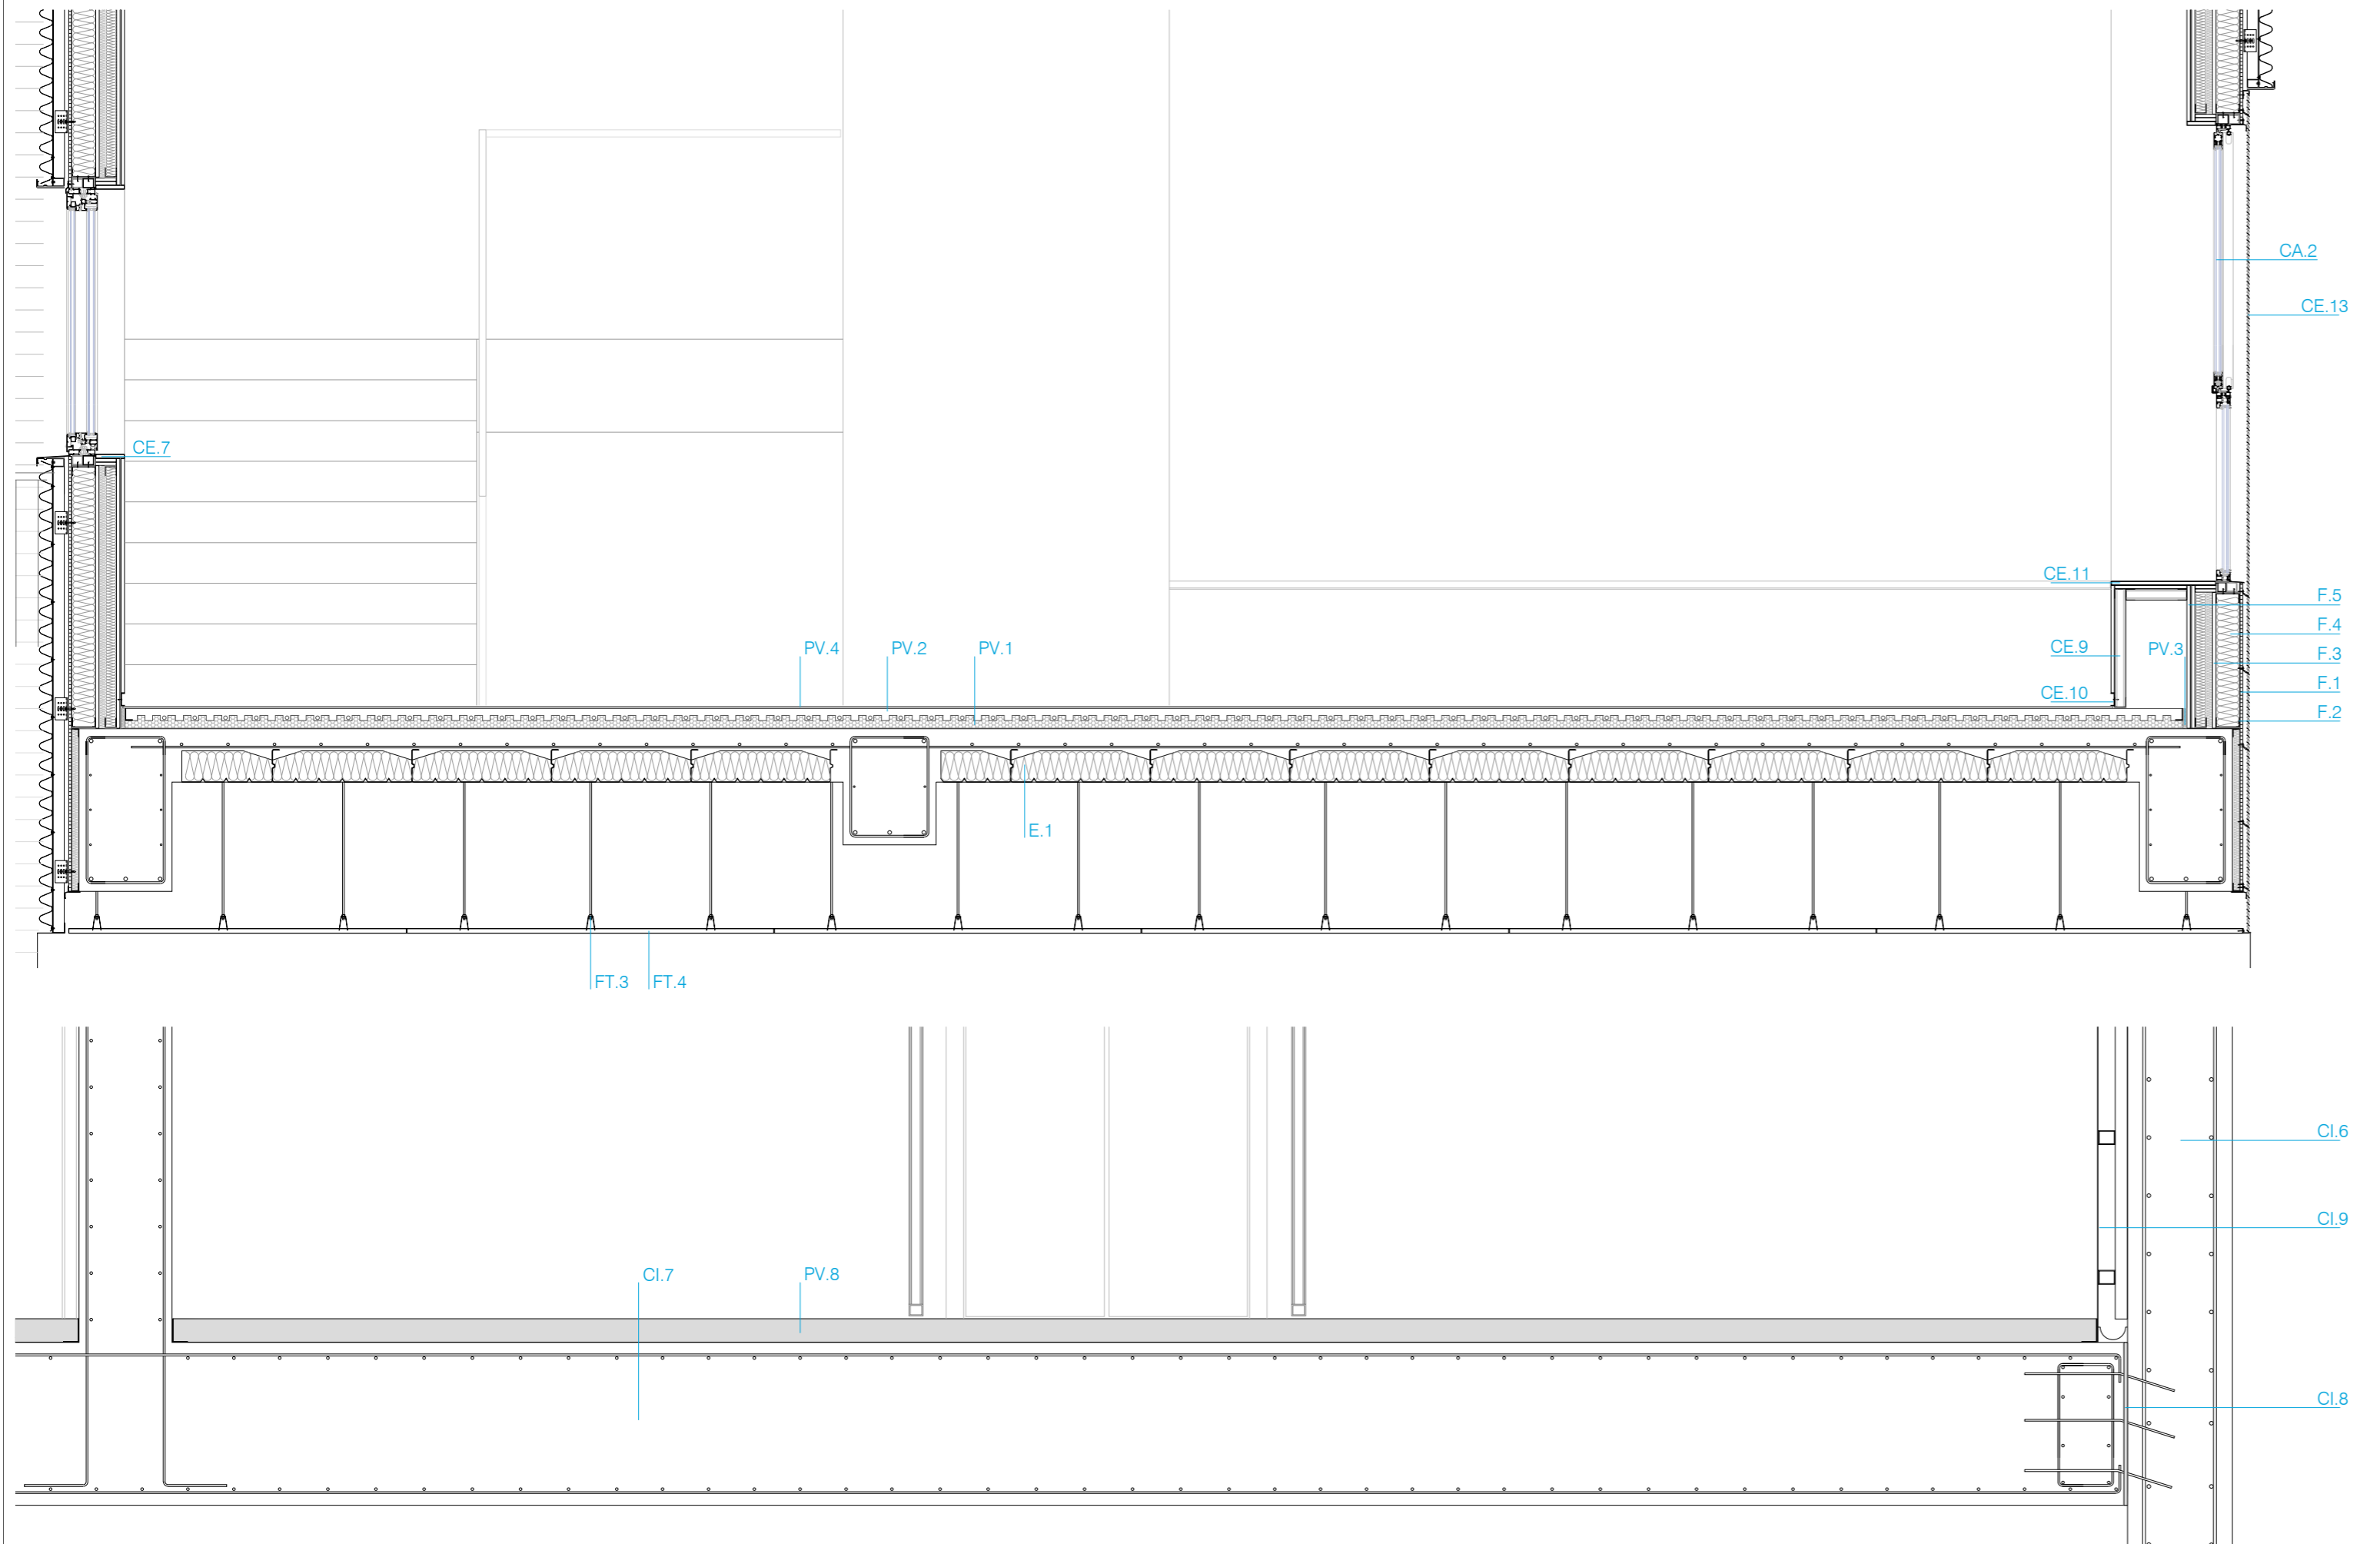 CA.2
CE.13
CE.7
CE.11
F.5
F.4
PV.4 PV.2 PV.1 CE.9 PV.3
F.3
F.1
CE.10
F.2
E.1
FT.3 FT.4
CI.6
CI.9
CI.7 PV.8
CI.8